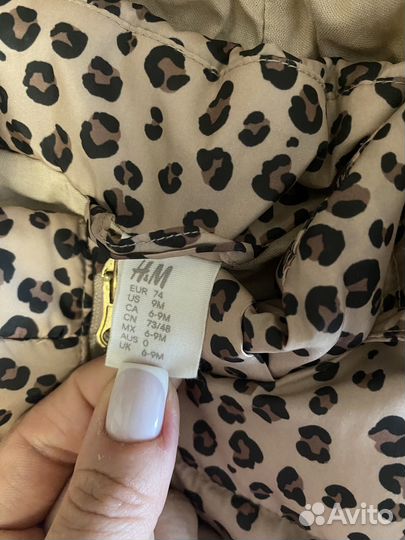 H&M
EUR 74
US 9M
CA 6-9M
CN 73/48
MX 6-9M
AUS 0
UK 6-9M
Avito